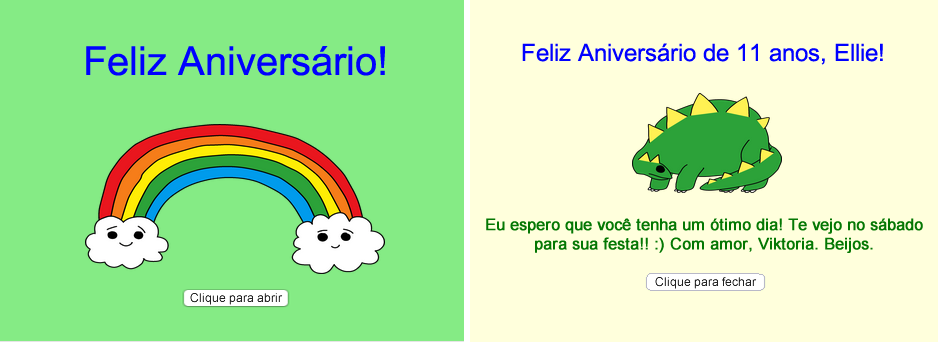 Feliz Aniversário!
Clique para abrir
Feliz Aniversário de 11 anos, Ellie!
Eu espero que você tenha um ótimo dia! Te vejo no sábado
para sua festa!! :) Com amor, Viktoria. Beijos.
Clique para fechar